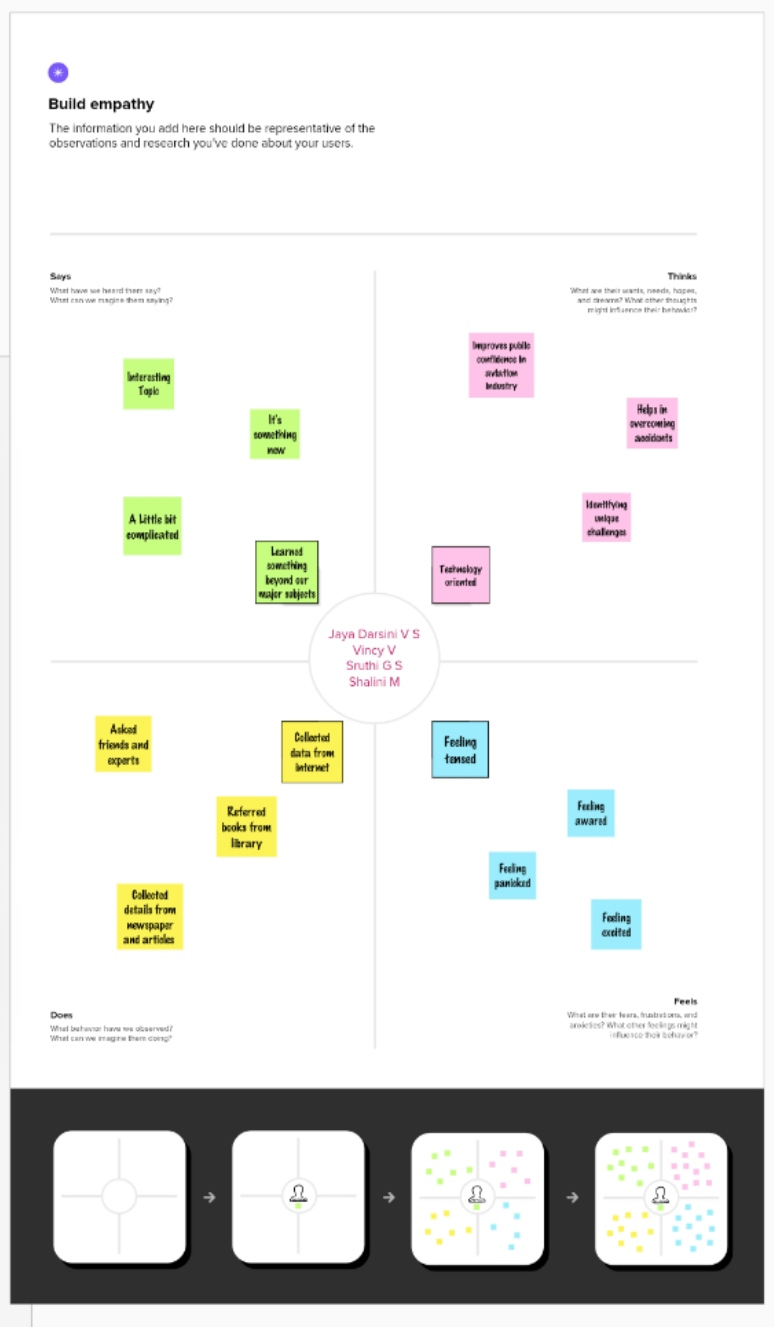 Build empathy
The information you add here should be representative of the
observations and research you've done about your users.
Says
What have we heard them say?
What can we magine them saying?
Thinks
What are their wants, needs, hopes,
and dreams? What other thoughts
might influence their behavior?
Interesting
Topic
It's
something
new
A Little bit
complicated
Learned
something
beyond our
major subjects
Improves public
confidence in
aviation
industry
Helps in
overcoming
accidents
Identifying
unique
challenges
Technology
oriented
Jaya Darsini V S
Vincy V
Sruthi G S
Shalini M
Asked
friends and
experts
Collected
data from
internet
Referred
books from
library
Collected
details from
newspaper
and articles
Feeling
tensed
Feeling
awared
Feeling
panicked
Feeling
excited
Does
What behavior have we observed?
What can we imagine them doing?
Feels
What are their fears, frustrations, and
anxieties? What other feelings might
influence their behavior?